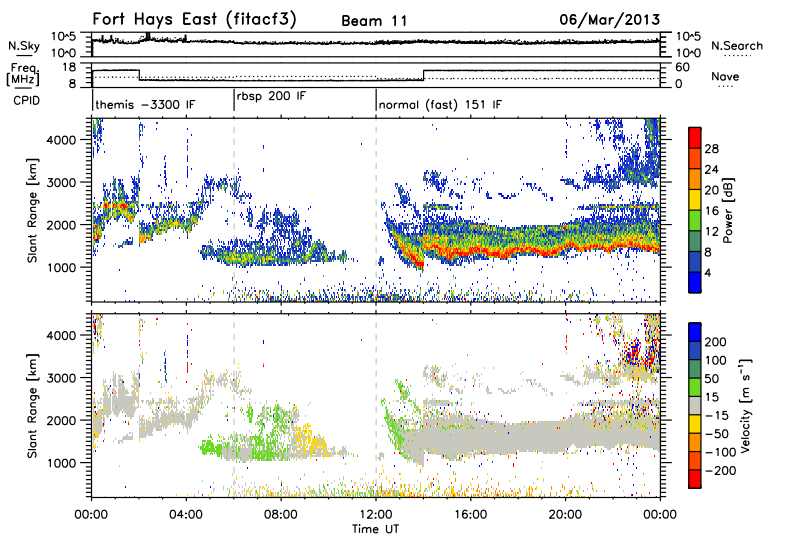 Fort Hays East (fitacf3) Beam 11 06/Mar/2013
N.Sky 10^5 10^0 10^5 10^0 N.Search
Freq. [MHz] 18 8 60 0 Nave
CPID themis -3300 IF rbsp 200 IF normal (fast) 151 IF
Slant Range [km]
4000
3000
2000
1000
Power [dB]
28
24
20
16
12
8
4
Slant Range [km]
4000
3000
2000
1000
Velocity [m s⁻¹]
200
100
50
15
-15
-50
-100
-200
00:00 04:00 08:00 12:00 16:00 20:00 00:00
Time UT